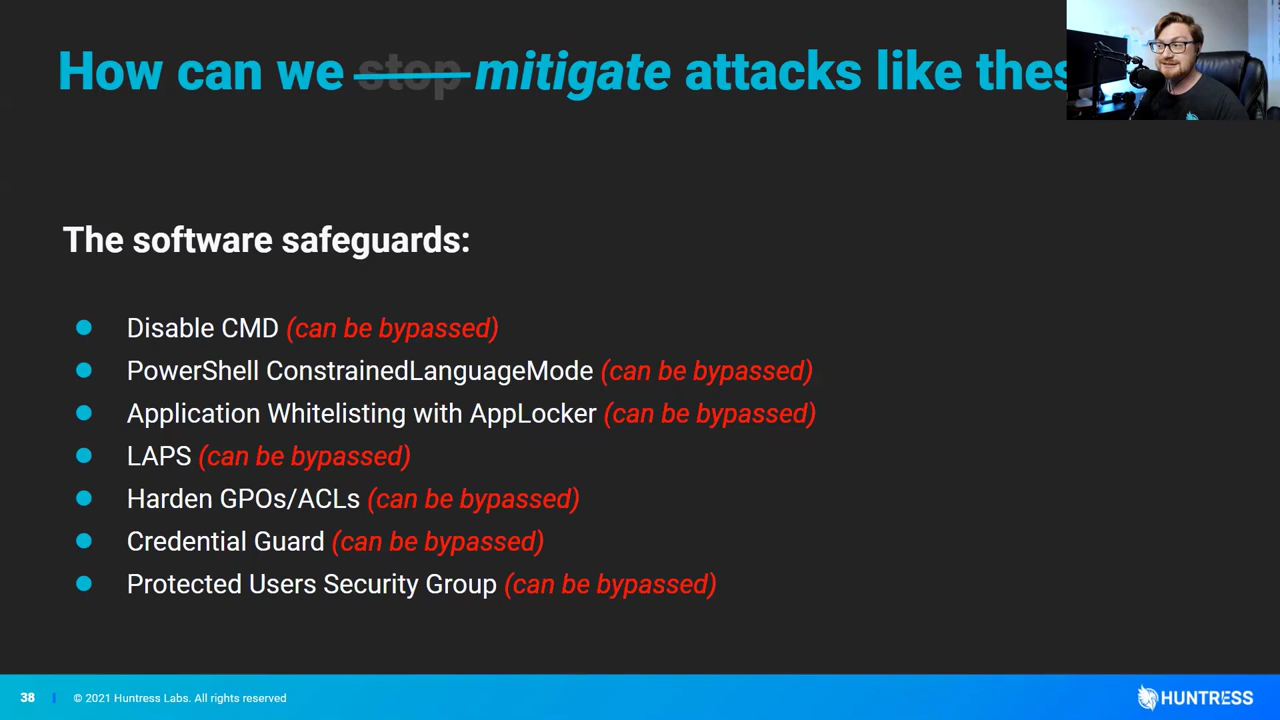 How can we stop mitigate attacks like thes
The software safeguards:
● Disable CMD (can be bypassed)
● PowerShell ConstrainedLanguageMode (can be bypassed)
● Application Whitelisting with AppLocker (can be bypassed)
● LAPS (can be bypassed)
● Harden GPOs/ACLs (can be bypassed)
● Credential Guard (can be bypassed)
● Protected Users Security Group (can be bypassed)
38 | © 2021 Huntress Labs. All rights reserved
HUNTRESS